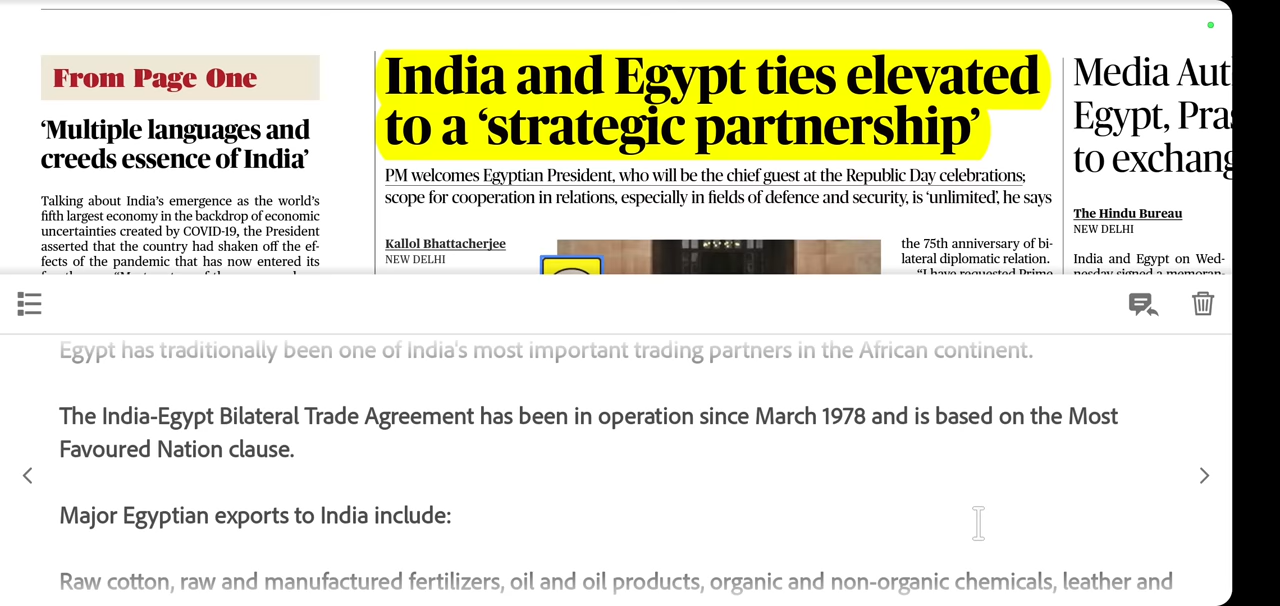 From Page One
‘Multiple languages and
creeds essence of India’
Talking about India’s emergence as the world’s
fifth largest economy in the backdrop of economic
uncertainties created by COVID-19, the President
asserted that the country had shaken off the ef-
fects of the pandemic that has now entered its
India and Egypt ties elevated
to a ‘strategic partnership’
PM welcomes Egyptian President, who will be the chief guest at the Republic Day celebrations;
scope for cooperation in relations, especially in fields of defence and security, is ‘unlimited’, he says
Kallol Bhattacherjee
NEW DELHI
the 75th anniversary of bi-
lateral diplomatic relation.
“I have requested Prime
Media Aut
Egypt, Pras
to exchang
The Hindu Bureau
NEW DELHI
India and Egypt on Wed-
nesday signed a memoran-
Egypt has traditionally been one of India's most important trading partners in the African continent.
The India-Egypt Bilateral Trade Agreement has been in operation since March 1978 and is based on the Most
Favoured Nation clause.
Major Egyptian exports to India include:
Raw cotton, raw and manufactured fertilizers, oil and oil products, organic and non-organic chemicals, leather and